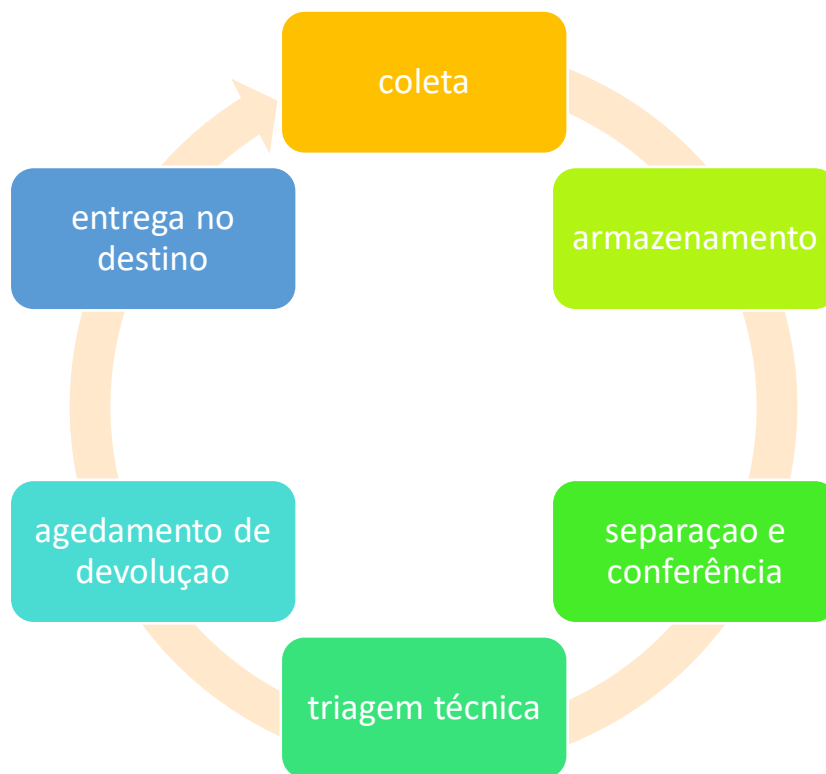 coleta
armazenamento
separaçao e
conferência
triagem técnica
agedamento de
devoluçao
entrega no
destino